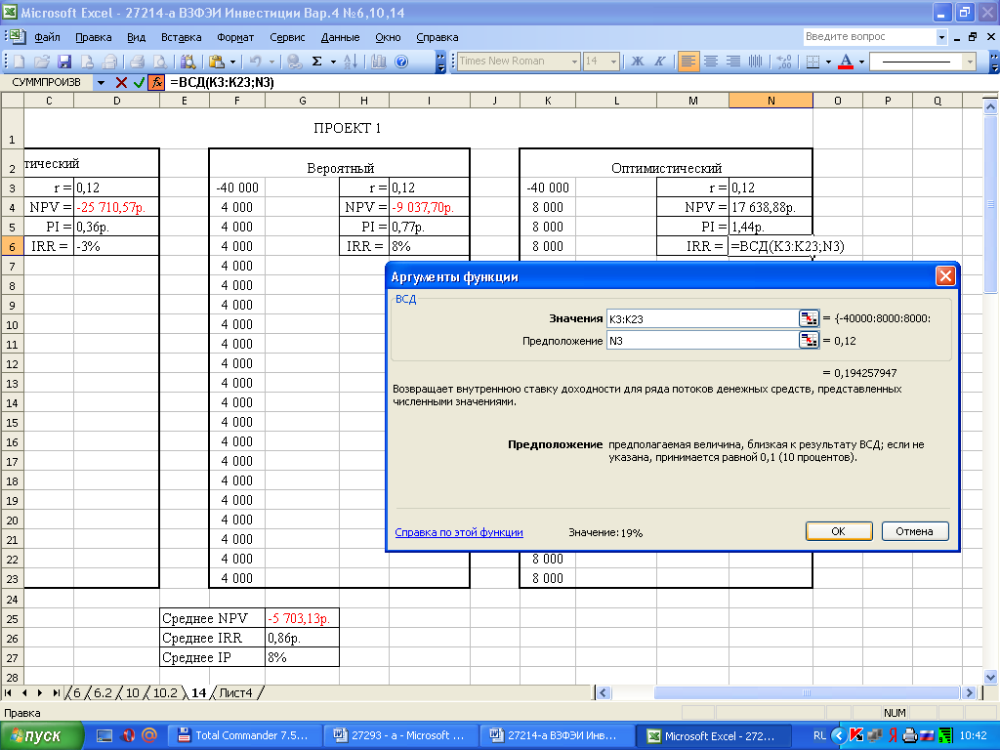 Microsoft Excel - 27214-а ВЗФЭИ Инвестиции Вар.4 №6,10,14
Файл Правка Вид Вставка Формат Сервис Данные Окно Справка Введите вопрос
Times New Roman 14 Ж К
СУММПРОИЗВ =ВСД(K3:K23;N3)
C D E F G H I J K L M N O P Q
1 ПРОЕКТ 1
2 тический Вероятный Оптимистический
3 r = 0,12 -40 000 r = 0,12 -40 000 r = 0,12
4 NPV = -25 710,57р. 4 000 NPV = -9 037,70р. 8 000 NPV = 17 638,88р.
5 PI = 0,36р. 4 000 PI = 0,77р. 8 000 PI = 1,44р.
6 IRR = -3% 4 000 IRR = 8% 8 000 IRR = =ВСД(K3:K23;N3)
7 4 000
8 4 000
9 4 000
10 4 000
11 4 000
12 4 000
13 4 000
14 4 000
15 4 000
16 4 000
17 4 000
18 4 000
19 4 000
20 4 000
21 4 000
22 4 000 8 000
23 4 000 8 000
24
25 Среднее NPV -5 703,13р.
26 Среднее IRR 0,86р.
27 Среднее IP 8%
28
Аргументы функции
ВСД
Значения K3:K23 = {-40000:8000:8000:
Предположение N3 = 0,12
= 0,194257947
Возвращает внутреннюю ставку доходности для ряда потоков денежных средств, представленных
численными значениями.
Предположение предполагаемая величина, близкая к результату ВСД; если не
указана, принимается равной 0,1 (10 процентов).
Справка по этой функции Значение: 19% ОК Отмена
6 6.2 10 10.2 14 Лист4
Правка NUM
пуск Total Commander 7.5... 27293 - а - Microsoft ... 27214-а ВЗФЭИ Инв... Microsoft Excel - 272... RL 10:42